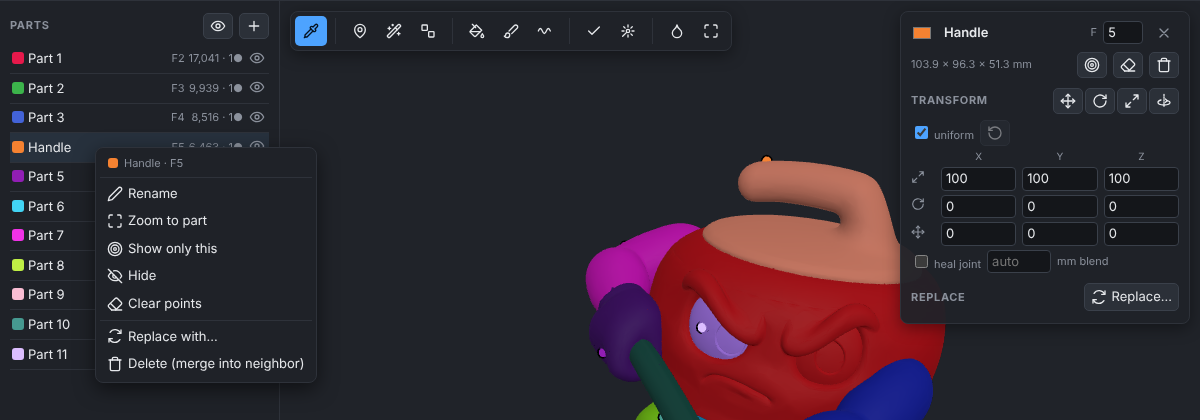 PARTS
Part 1 F2 17,041 · 1
Part 2 F3 9,939 · 1
Part 3 F4 8,516 · 1
Handle F5 6,463 · 1
Part 5
Part 6
Part 7
Part 8
Part 9
Part 10
Part 11
Handle · F5
Rename
Zoom to part
Show only this
Hide
Clear points
Replace with...
Delete (merge into neighbor)
Handle F 5
103.9 × 96.3 × 51.3 mm
TRANSFORM
uniform
X Y Z
100 100 100
0 0 0
0 0 0
heal joint auto mm blend
REPLACE Replace...